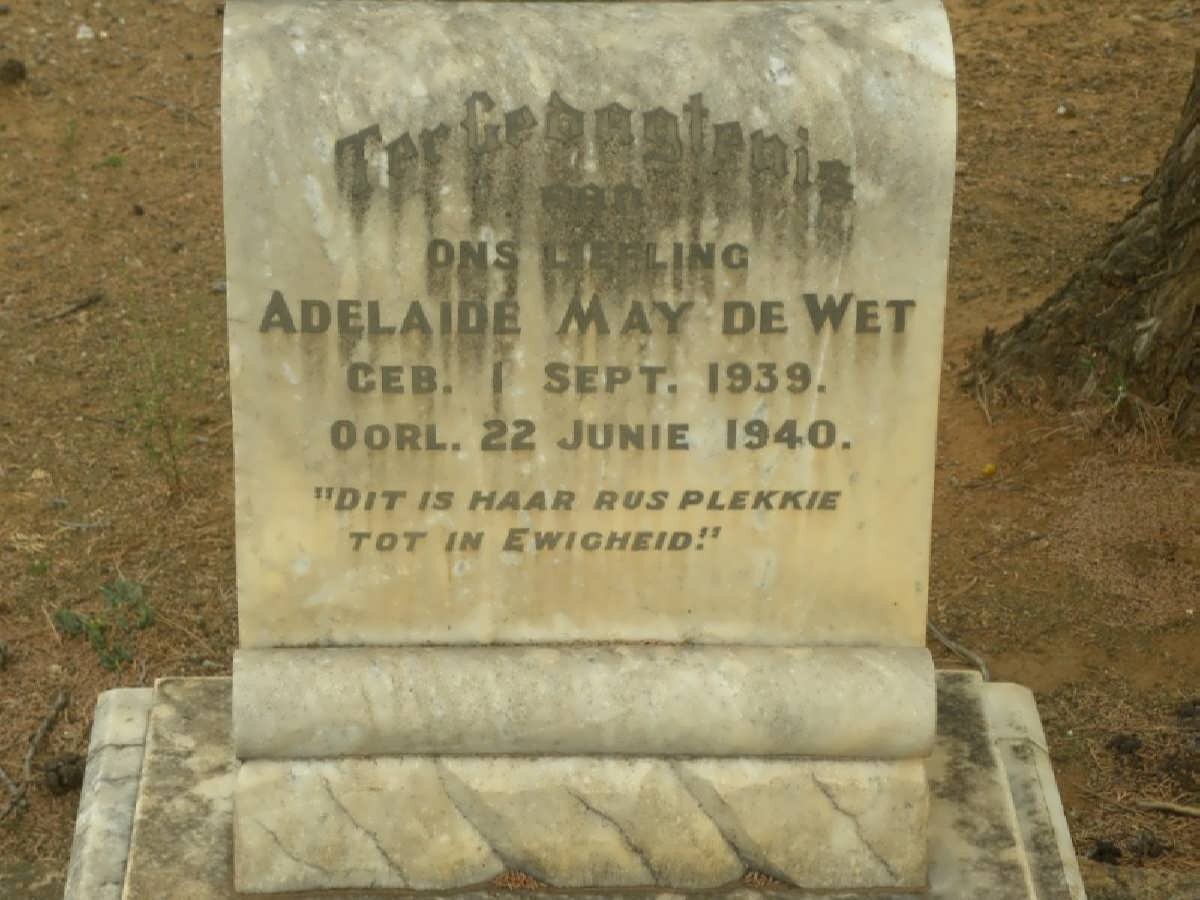 Ter Gedagtenis
van
ONS LIEFLING
ADELAIDE MAY DE WET
GEB. 1 SEPT. 1939.
OORL. 22 JUNIE 1940.
"DIT IS HAAR RUS PLEKKIE
TOT IN EWIGHEID."